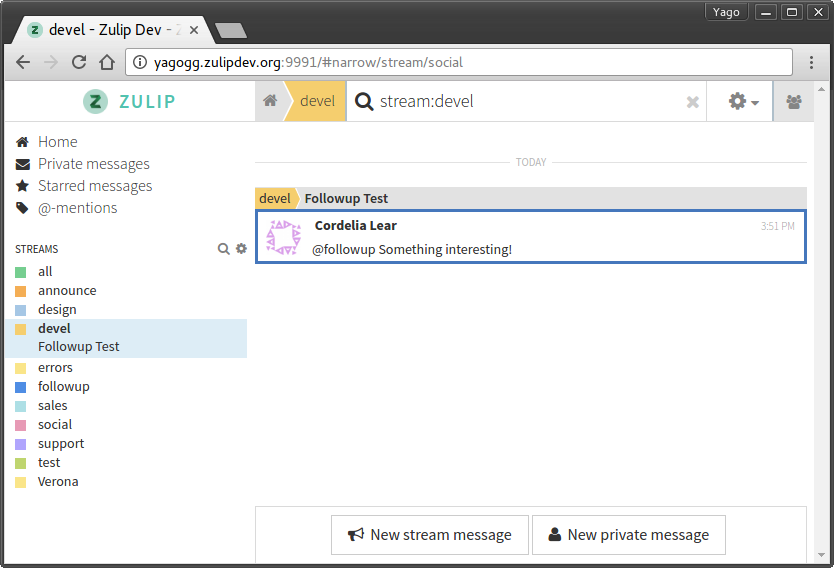 Yago
devel - Zulip Dev - Z
yagogg.zulipdev.org:9991/#narrow/stream/social
ZULIP
devel
stream:devel
Home
Private messages
Starred messages
@-mentions
STREAMS
all
announce
design
devel
Followup Test
errors
followup
sales
social
support
test
Verona
TODAY
devel Followup Test
Cordelia Lear 3:51 PM
@followup Something interesting!
New stream message New private message